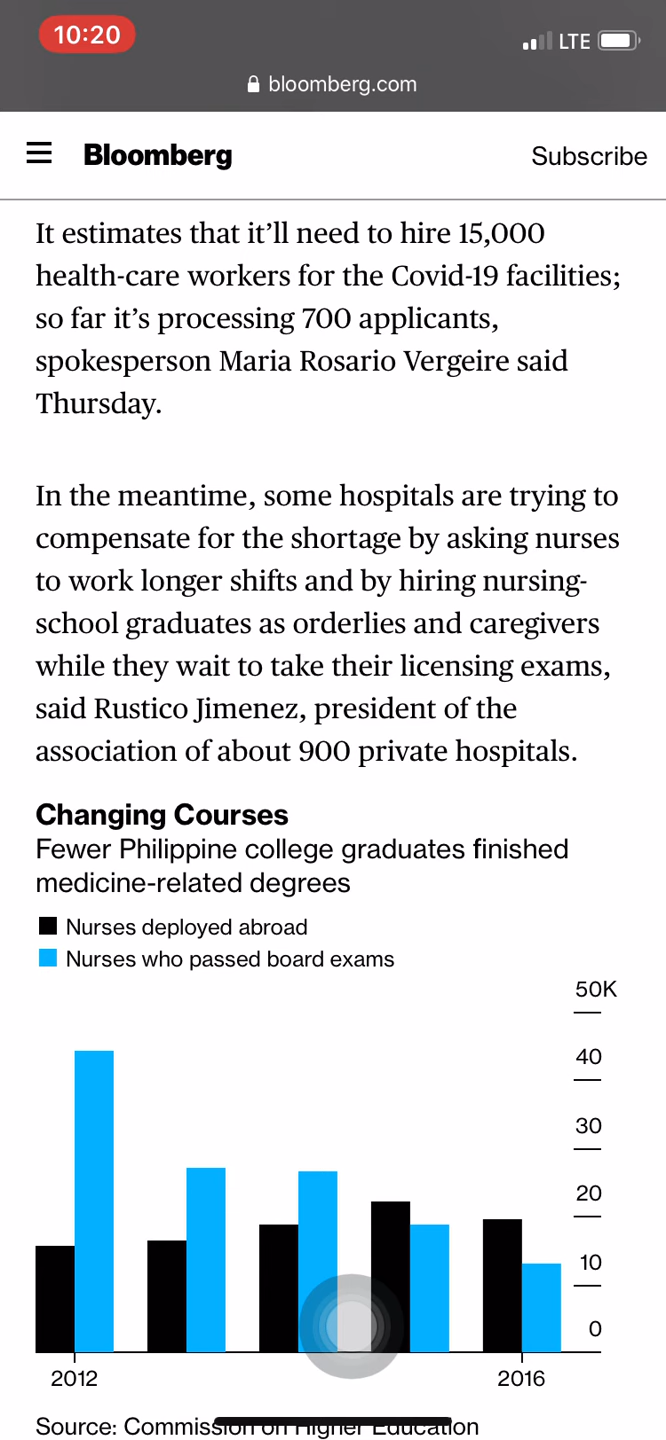 10:20
LTE
bloomberg.com
Bloomberg
Subscribe
It estimates that it’ll need to hire 15,000
health-care workers for the Covid-19 facilities;
so far it’s processing 700 applicants,
spokesperson Maria Rosario Vergeire said
Thursday.
In the meantime, some hospitals are trying to
compensate for the shortage by asking nurses
to work longer shifts and by hiring nursing-
school graduates as orderlies and caregivers
while they wait to take their licensing exams,
said Rustico Jimenez, president of the
association of about 900 private hospitals.
Changing Courses
Fewer Philippine college graduates finished
medicine-related degrees
Nurses deployed abroad
Nurses who passed board exams
50K
40
30
20
10
0
2012
2016
Source: Commission on Higher Education